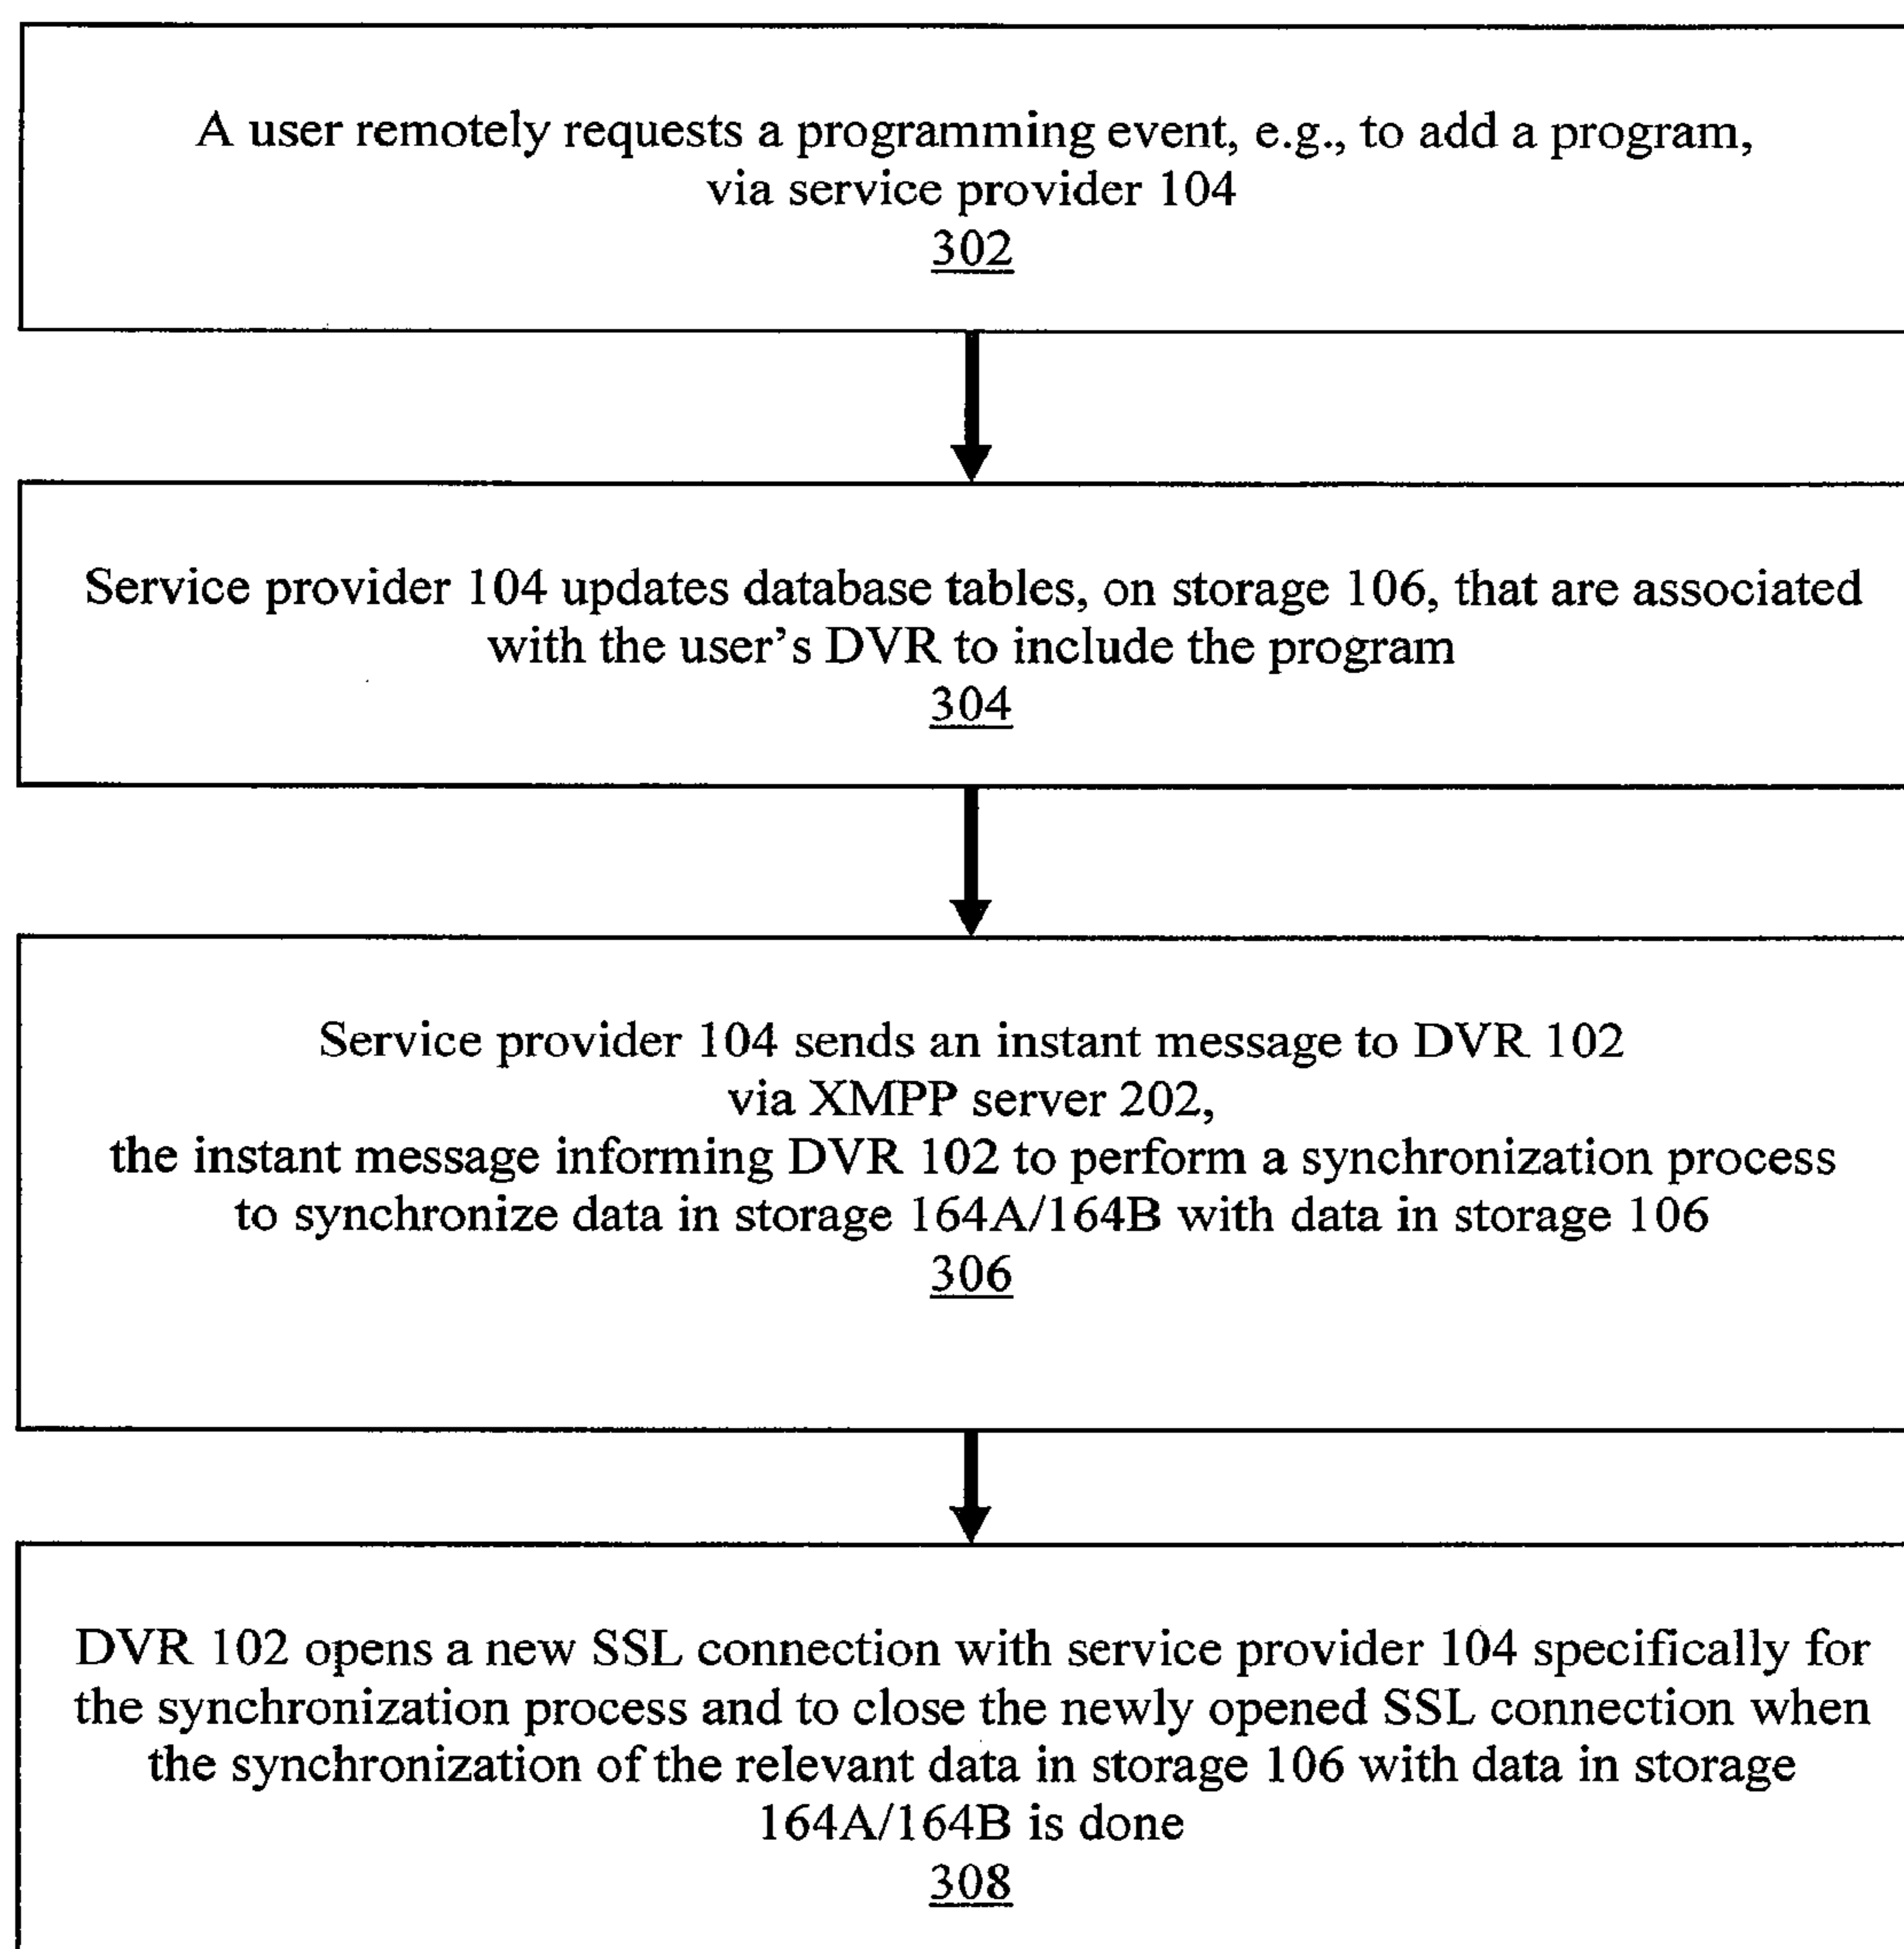 A user remotely requests a programming event, e.g., to add a program,
via service provider 104
302
Service provider 104 updates database tables, on storage 106, that are associated
with the user's DVR to include the program
304
Service provider 104 sends an instant message to DVR 102
via XMPP server 202,
the instant message informing DVR 102 to perform a synchronization process
to synchronize data in storage 164A/164B with data in storage 106
306
DVR 102 opens a new SSL connection with service provider 104 specifically for
the synchronization process and to close the newly opened SSL connection when
the synchronization of the relevant data in storage 106 with data in storage
164A/164B is done
308